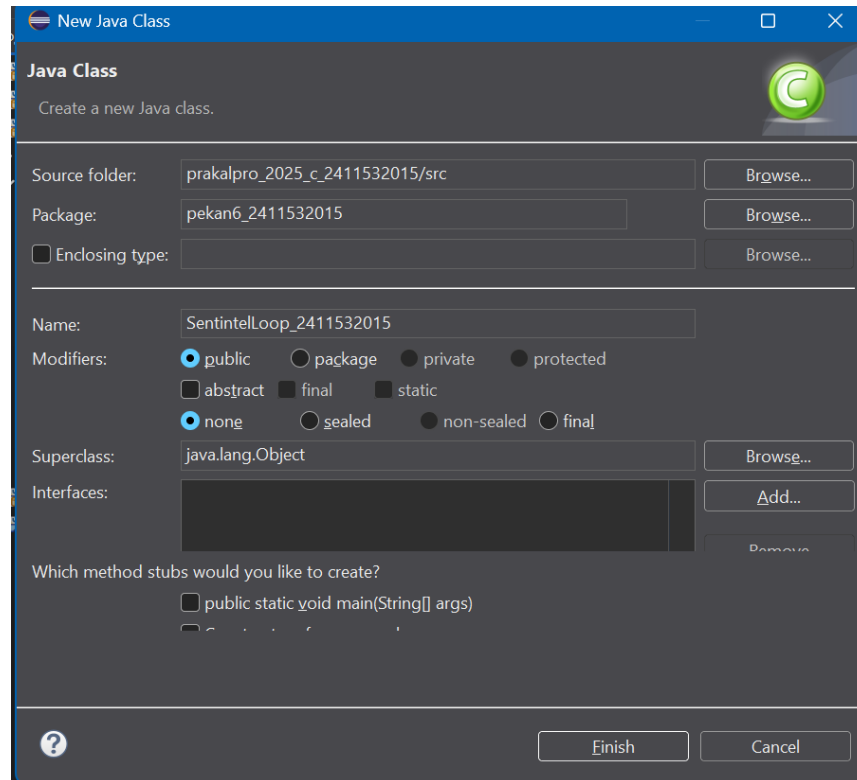 New Java Class
Java Class
Create a new Java class.
C
Source folder: prakalpro_2025_c_2411532015/src Browse...
Package: pekan6_2411532015 Browse...
Enclosing type: Browse...
Name: SentintelLoop_2411532015
Modifiers: public package private protected
abstract final static
none sealed non-sealed final
Superclass: java.lang.Object Browse...
Interfaces: Add...
Remove
Which method stubs would you like to create?
public static void main(String[] args)
? Finish Cancel